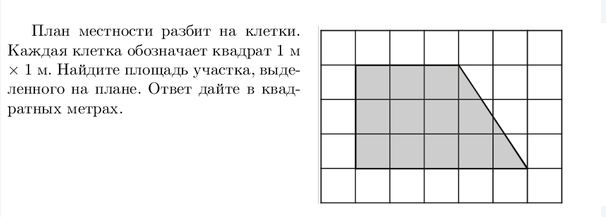 План местности разбит на клетки.
Каждая клетка обозначает квадрат 1 м
× 1 м. Найдите площадь участка, выде-
ленного на плане. Ответ дайте в квад-
ратных метрах.